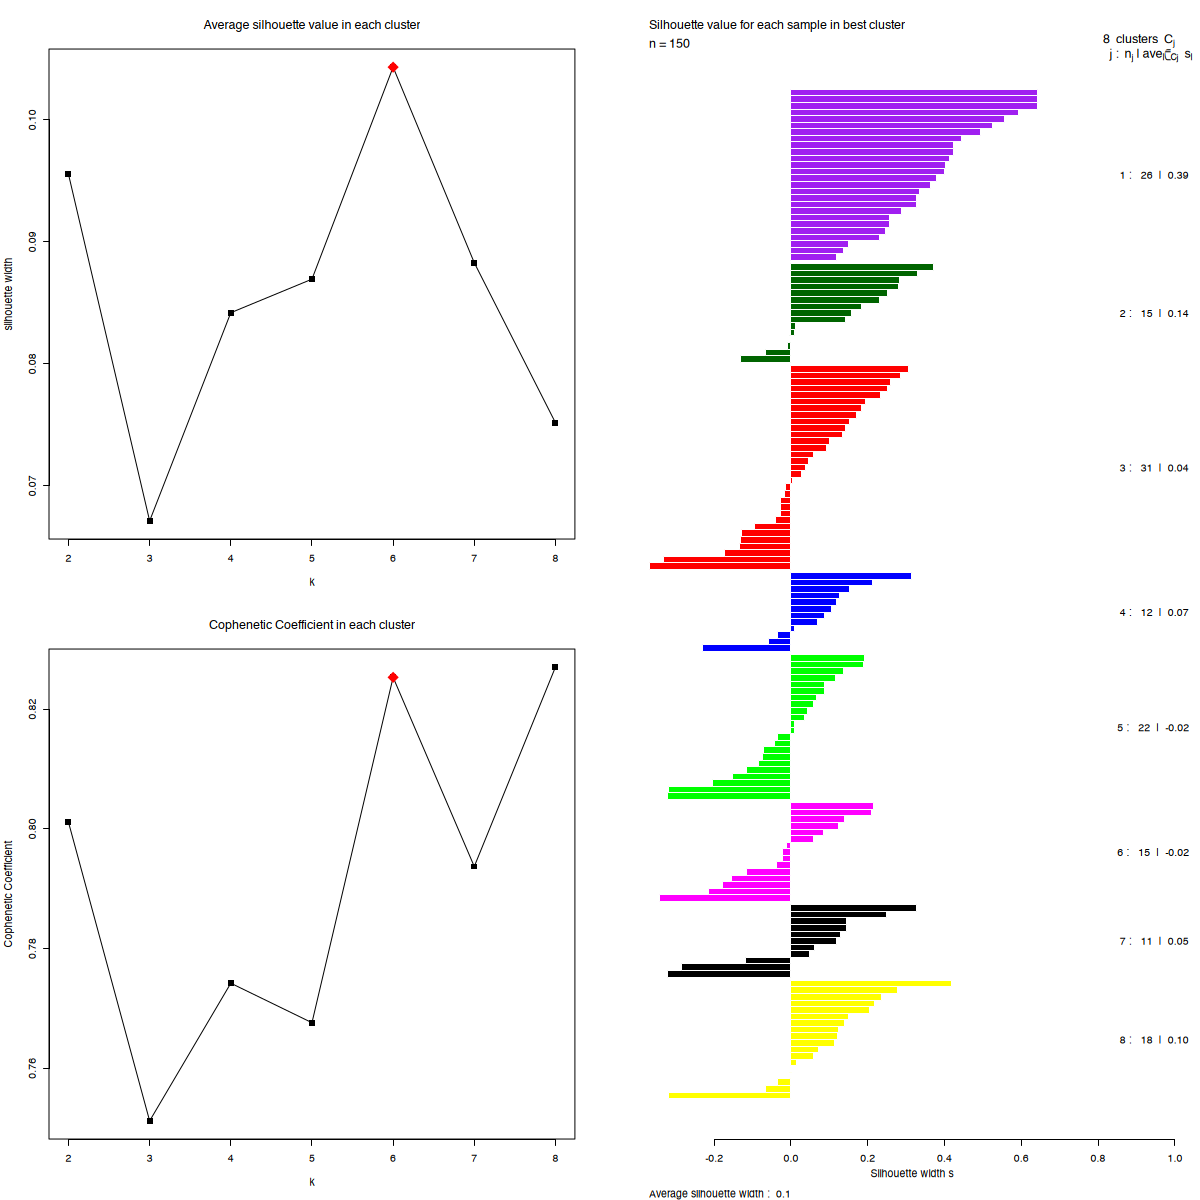 Average silhouette value in each cluster
0.10
0.09
0.08
0.07
silhouette width
2 3 4 5 6 7 8
k
Cophenetic Coefficient in each cluster
0.82
0.80
0.78
0.76
Cophenetic Coefficient
2 3 4 5 6 7 8
k
Silhouette value for each sample in best cluster
n = 150
8 clusters Cj
j : nj | avei∈Cj si
1 : 26 | 0.39
2 : 15 | 0.14
3 : 31 | 0.04
4 : 12 | 0.07
5 : 22 | -0.02
6 : 15 | -0.02
7 : 11 | 0.05
8 : 18 | 0.10
-0.2 0.0 0.2 0.4 0.6 0.8 1.0
Silhouette width s
Average silhouette width : 0.1